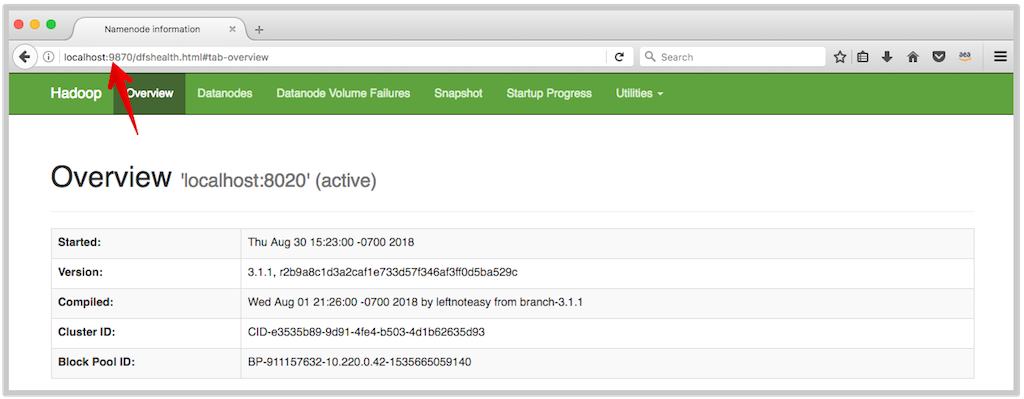 Namenode information
localhost:9870/dfshealth.html#tab-overview
Search
Hadoop Overview Datanodes Datanode Volume Failures Snapshot Startup Progress Utilities
Overview 'localhost:8020' (active)
Started: Thu Aug 30 15:23:00 -0700 2018
Version: 3.1.1, r2b9a8c1d3a2caf1e733d57f346af3ff0d5ba529c
Compiled: Wed Aug 01 21:26:00 -0700 2018 by leftnoteasy from branch-3.1.1
Cluster ID: CID-e3535b89-9d91-4fe4-b503-4d1b62635d93
Block Pool ID: BP-911157632-10.220.0.42-1535665059140